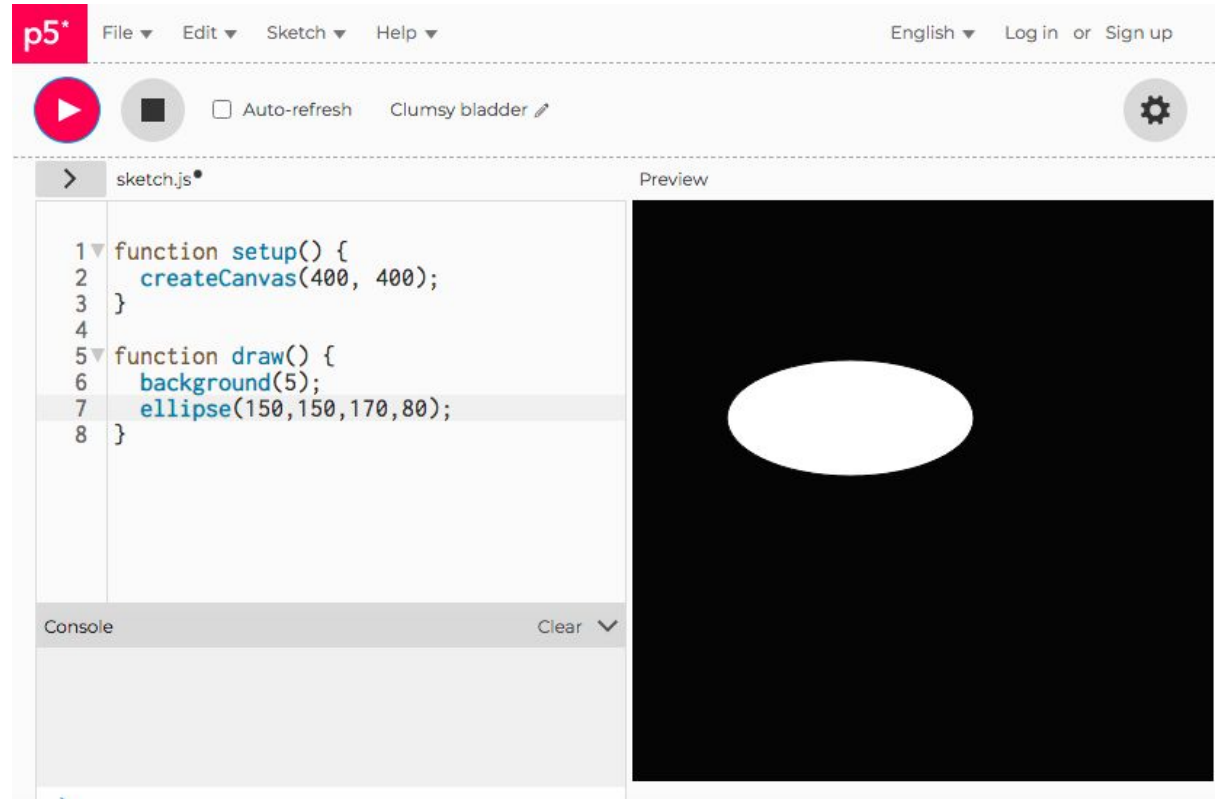 p5* File Edit Sketch Help English Log in or Sign up
Auto-refresh Clumsy bladder
sketch.js Preview
1 function setup() {
2   createCanvas(400, 400);
3 }
4
5 function draw() {
6   background(5);
7   ellipse(150,150,170,80);
8 }
Console Clear